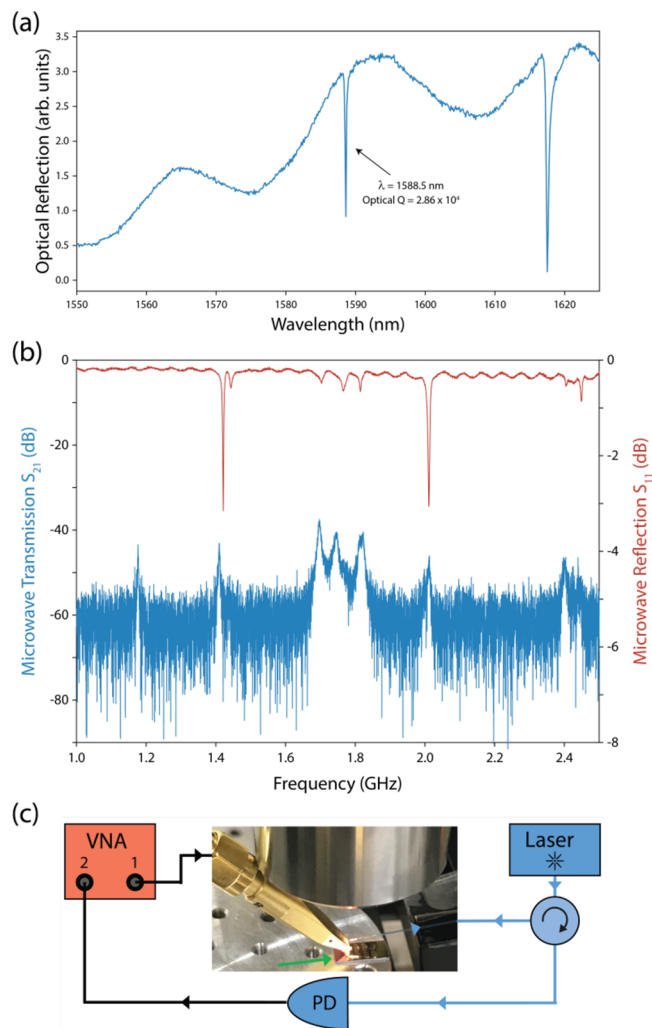 (a)
Optical Reflection (arb. units)
3.5
3.0
2.5
2.0
1.5
1.0
0.5
0.0
λ = 1588.5 nm
Optical Q = 2.86 x 10⁴
1550 1560 1570 1580 1590 1600 1610 1620
Wavelength (nm)
(b)
Microwave Transmission S₂₁ (dB)
0
-20
-40
-60
-80
0
-2
-4
-6
-8
Microwave Reflection S₁₁ (dB)
1.0 1.2 1.4 1.6 1.8 2.0 2.2 2.4
Frequency (GHz)
(c)
VNA
2 1
Laser
PD